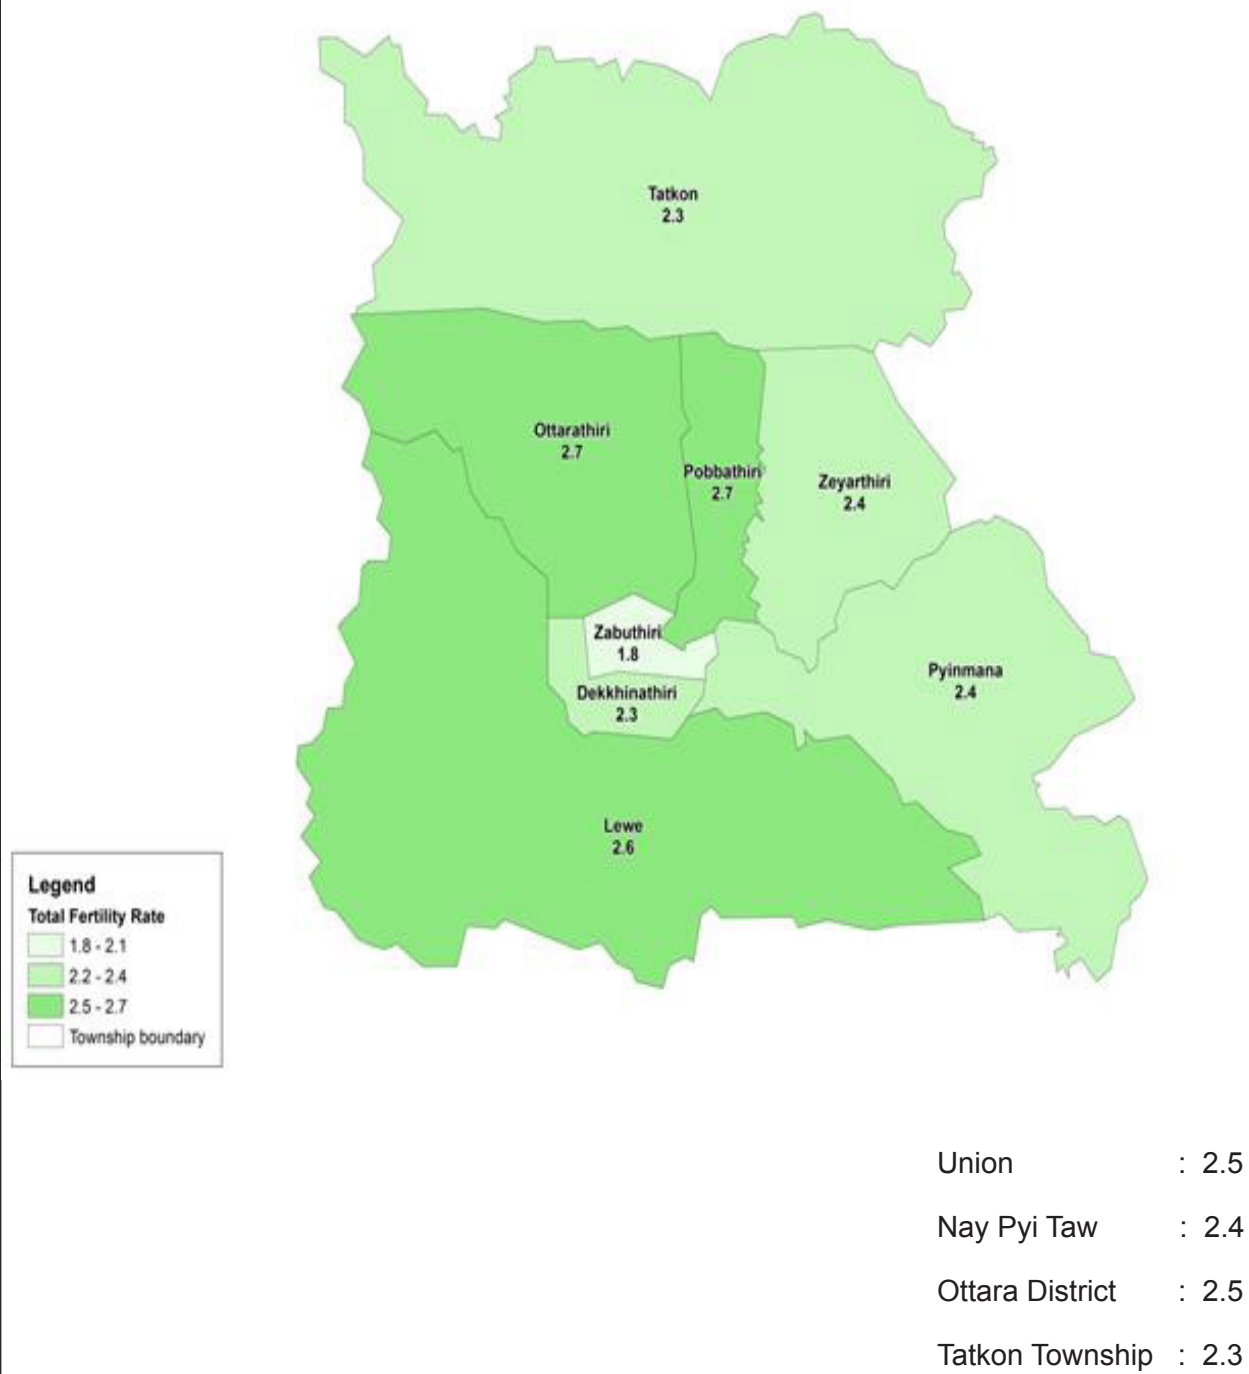 Tatkon
2.3
Ottarathiri
2.7
Pobbathiri
2.7
Zeyarthiri
2.4
Zabuthiri
1.8
Dekkhinathiri
2.3
Pyinmana
2.4
Lewe
2.6
Legend
Total Fertility Rate
1.8 - 2.1
2.2 - 2.4
2.5 - 2.7
Township boundary
Union : 2.5
Nay Pyi Taw : 2.4
Ottara District : 2.5
Tatkon Township : 2.3